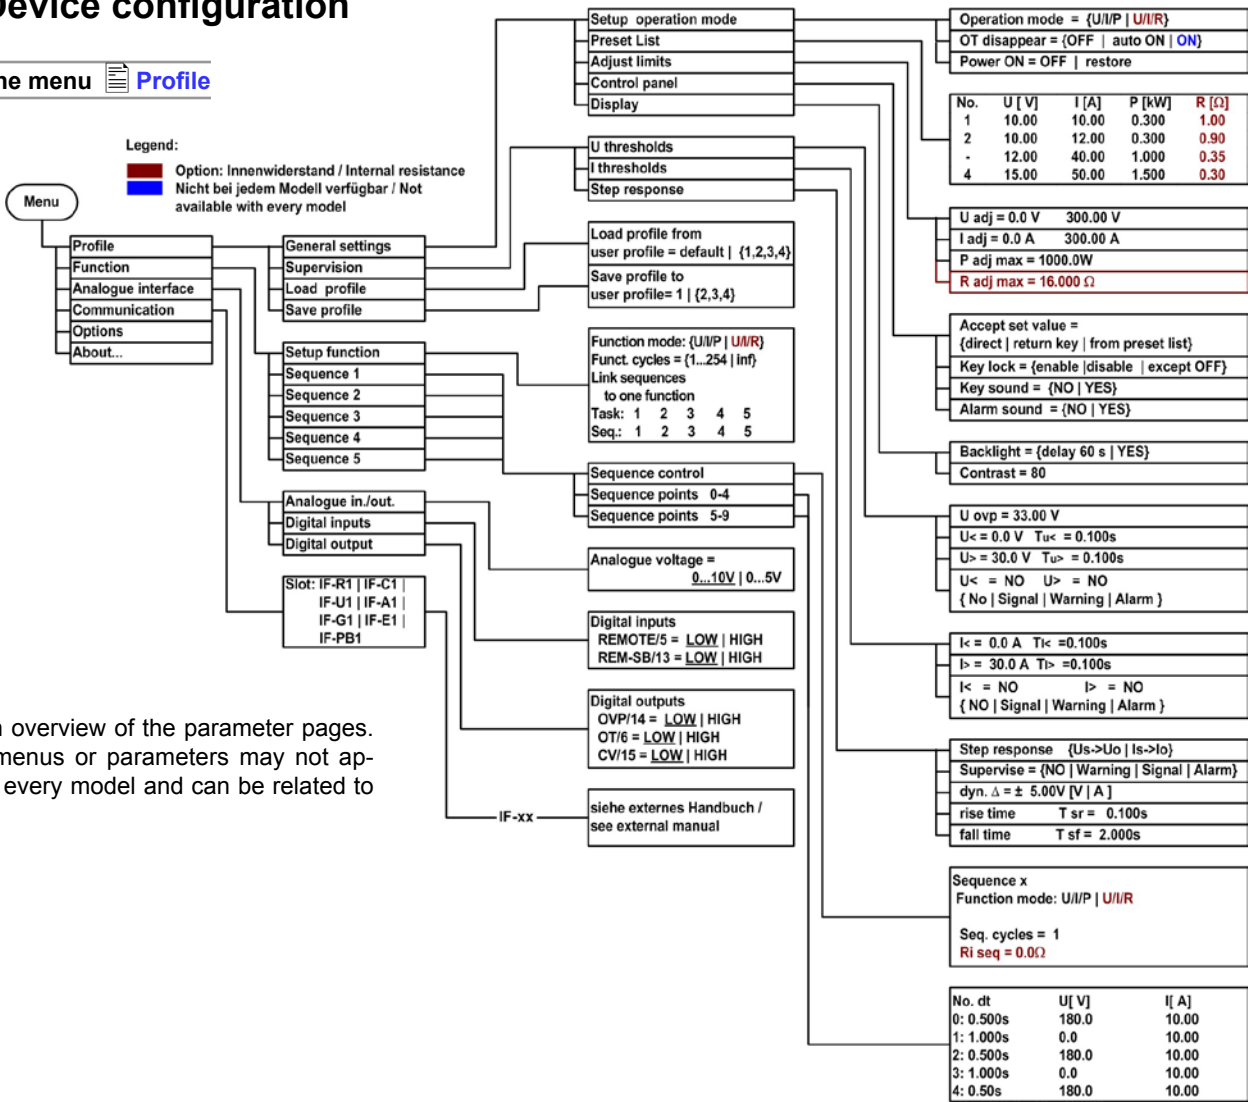 Device configuration
he menu Profile
Legend:
Option: Innenwiderstand / Internal resistance
Nicht bei jedem Modell verfügbar / Not
available with every model
Menu
Profile
Function
Analogue interface
Communication
Options
About...
General settings
Supervision
Load profile
Save profile
Setup function
Sequence 1
Sequence 2
Sequence 3
Sequence 4
Sequence 5
Analogue in./out.
Digital inputs
Digital output
Slot: IF-R1 | IF-C1 |
IF-U1 | IF-A1 |
IF-G1 | IF-E1 |
IF-PB1
n overview of the parameter pages.
menus or parameters may not ap-
every model and can be related to
IF-xx
Setup operation mode
Preset List
Adjust limits
Control panel
Display
U thresholds
I thresholds
Step response
Load profile from
user profile = default | {1,2,3,4}
Save profile to
user profile= 1 | {2,3,4}
Function mode: {U/I/P | U/I/R}
Funct. cycles = {1...254 | inf}
Link sequences
to one function
Task: 1 2 3 4 5
Seq.: 1 2 3 4 5
Sequence control
Sequence points 0-4
Sequence points 5-9
Analogue voltage =
0...10V | 0...5V
Digital inputs
REMOTE/5 = LOW | HIGH
REM-SB/13 = LOW | HIGH
Digital outputs
OVP/14 = LOW | HIGH
OT/6 = LOW | HIGH
CV/15 = LOW | HIGH
siehe externes Handbuch /
see external manual
Operation mode = {U/I/P | U/I/R}
OT disappear = {OFF | auto ON | ON}
Power ON = OFF | restore
No. U [ V] I [A] P [kW] R [Ω]
1 10.00 10.00 0.300 1.00
2 10.00 12.00 0.300 0.90
- 12.00 40.00 1.000 0.35
4 15.00 50.00 1.500 0.30
U adj = 0.0 V 300.00 V
I adj = 0.0 A 300.00 A
P adj max = 1000.0W
R adj max = 16.000 Ω
Accept set value =
{direct | return key | from preset list}
Key lock = {enable |disable | except OFF}
Key sound = {NO | YES}
Alarm sound = {NO | YES}
Backlight = {delay 60 s | YES}
Contrast = 80
U ovp = 33.00 V
U< = 0.0 V Tu< = 0.100s
U> = 30.0 V Tu> = 0.100s
U< = NO U> = NO
{ No | Signal | Warning | Alarm }
I< = 0.0 A TI< =0.100s
I> = 30.0 A TI> =0.100s
I< = NO I> = NO
{ NO | Signal | Warning | Alarm }
Step response {Us->Uo | Is->Io}
Supervise = {NO | Warning | Signal | Alarm}
dyn. Δ = ± 5.00V [V | A ]
rise time T sr = 0.100s
fall time T sf = 2.000s
Sequence x
Function mode: U/I/P | U/I/R
Seq. cycles = 1
Ri seq = 0.0Ω
No. dt U[ V] I[ A]
0: 0.500s 180.0 10.00
1: 1.000s 0.0 10.00
2: 0.500s 180.0 10.00
3: 1.000s 0.0 10.00
4: 0.50s 180.0 10.00